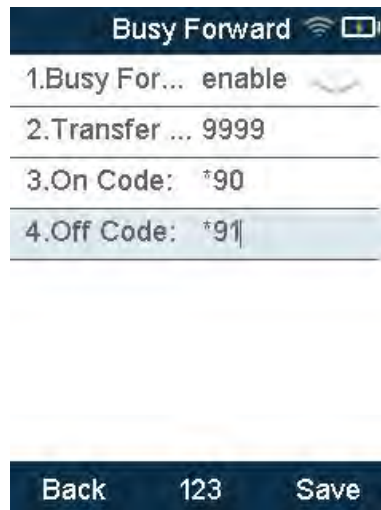 Busy Forward
1.Busy For... enable
2.Transfer ... 9999
3.On Code: *90
4.Off Code: *91
Back 123 Save